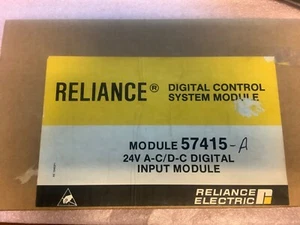 RELIANCE®
DIGITAL CONTROL
SYSTEM MODULE
MODULE 57415-A
24V A-C/D-C DIGITAL
INPUT MODULE
RELIANCE
ELECTRIC